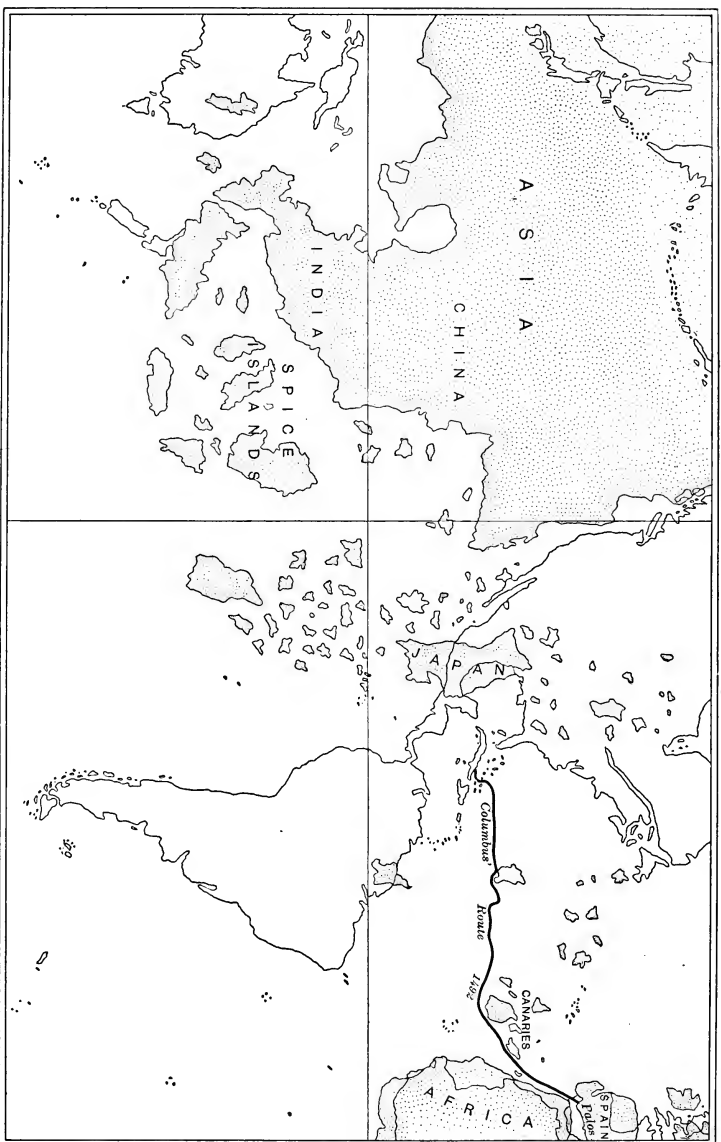 ASIA
CHINA
INDIA
SPICE
ISLANDS
JAPAN
Columbus' Route 1492
CANARIES
SPAIN
Palos
AFRICA